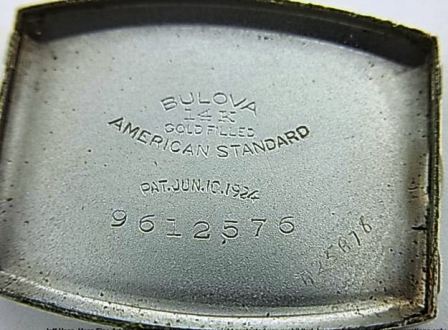 BULOVA
14K
GOLD FILLED
AMERICAN STANDARD
PAT.JUN.10.1924
9612576